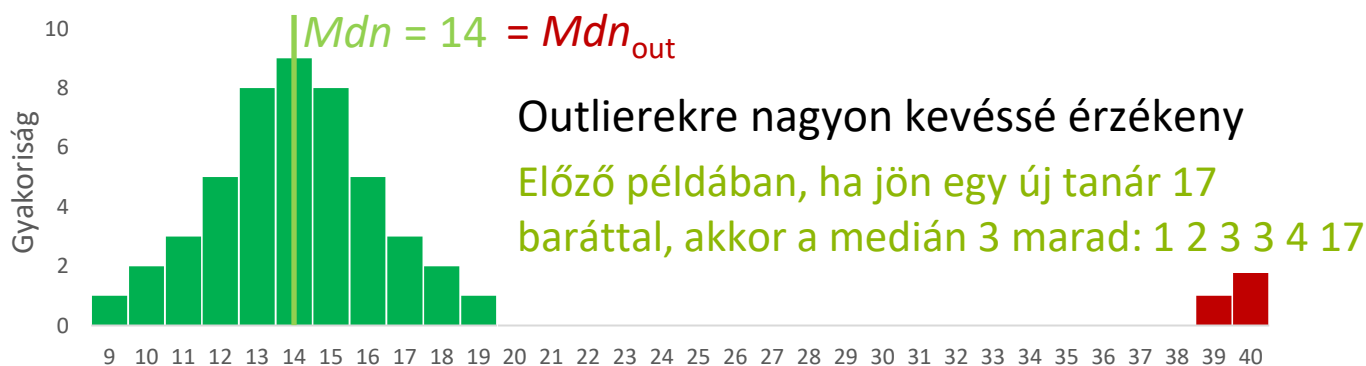 Mdn = 14 = Mdnout
Outlierekre nagyon kevéssé érzékeny
Előző példában, ha jön egy új tanár 17
baráttal, akkor a medián 3 marad: 1 2 3 3 4 17
Gyakoriság
10
8
6
4
2
0
9 10 11 12 13 14 15 16 17 18 19 20 21 22 23 24 25 26 27 28 29 30 31 32 33 34 35 36 37 38 39 40